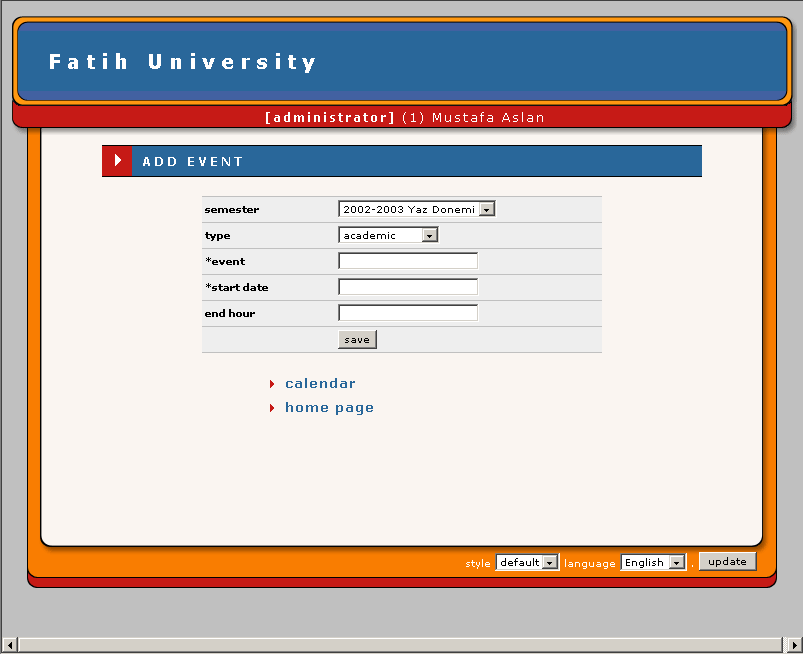 Fatih University
[administrator] (1) Mustafa Aslan
ADD EVENT
semester 2002-2003 Yaz Donemi
type academic
*event
*start date
end hour
save
calendar
home page
style default language English . update